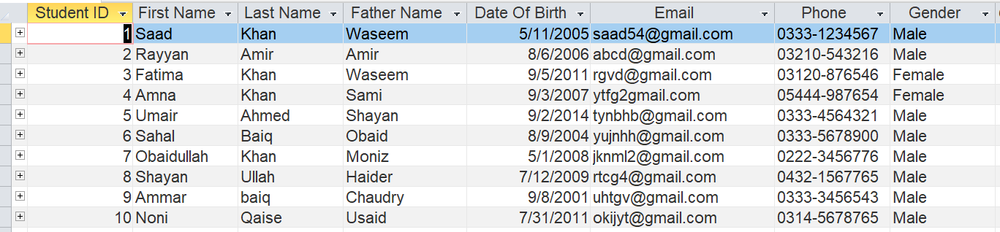 Student ID First Name Last Name Father Name Date Of Birth Email Phone Gender
1 Saad Khan Waseem 5/11/2005 saad54@gmail.com 0333-1234567 Male
2 Rayyan Amir Amir 8/6/2006 abcd@gmail.com 03210-543216 Male
3 Fatima Khan Waseem 9/5/2011 rgvd@gmail.com 03120-876546 Female
4 Amna Khan Sami 9/3/2007 ytfg2gmail.com 05444-987654 Female
5 Umair Ahmed Shayan 9/2/2014 tynbhb@gmail.com 0333-4564321 Male
6 Sahal Baiq Obaid 8/9/2004 yujnhh@gmail.com 0333-5678900 Male
7 Obaidullah Khan Moniz 5/1/2008 jknml2@gmail.com 0222-3456776 Male
8 Shayan Ullah Haider 7/12/2009 rtcg4@gmail.com 0432-1567765 Male
9 Ammar baiq Chaudry 9/8/2001 uhtgv@gmail.com 0333-3456543 Male
10 Noni Qaise Usaid 7/31/2011 okijyt@gmail.com 0314-5678765 Male